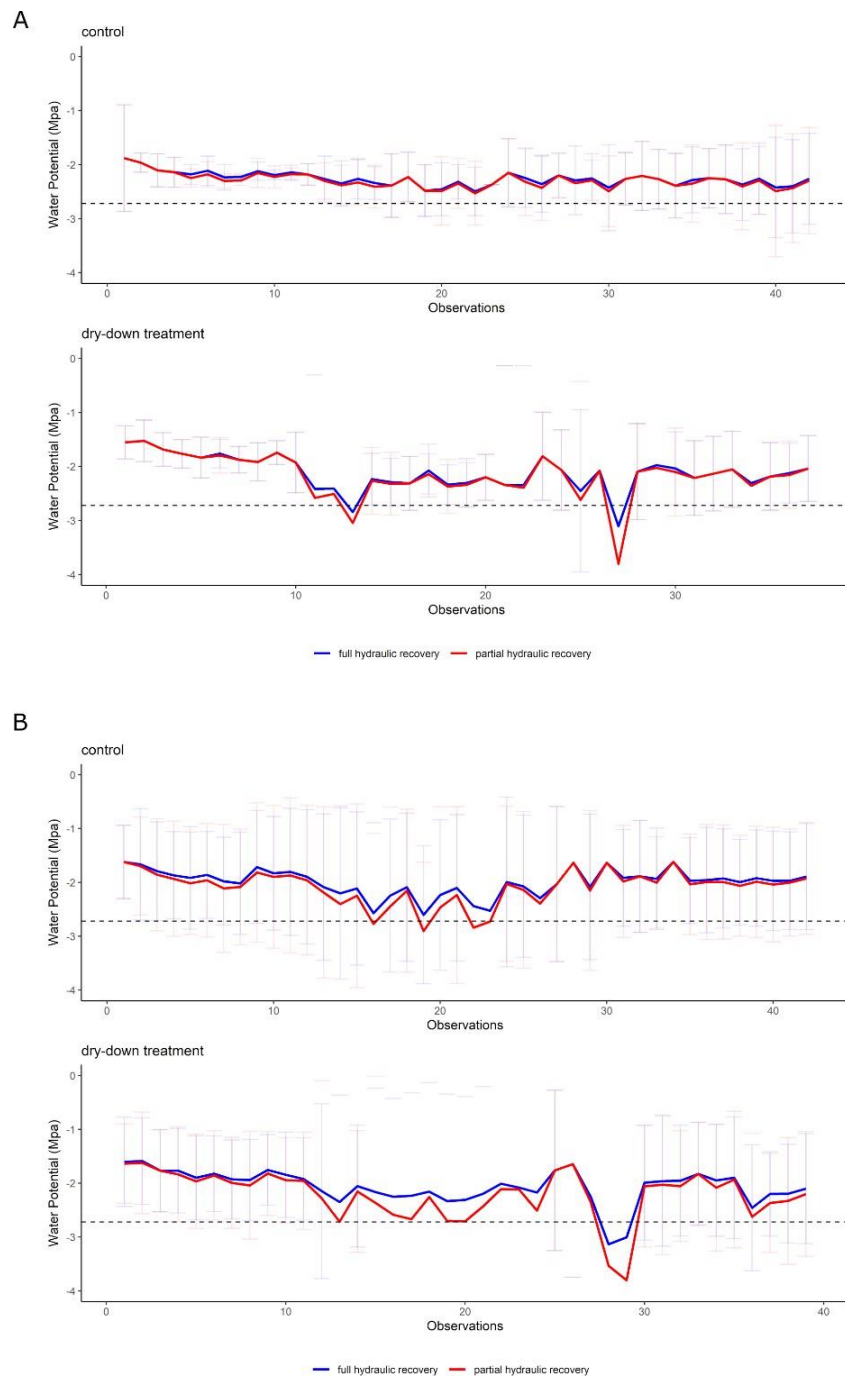 A
control
0
-1
-2
-3
-4
Water Potential (Mpa)
0 10 20 30 40
Observations
dry-down treatment
0
-1
-2
-3
-4
Water Potential (Mpa)
0 10 20 30
Observations
full hydraulic recovery partial hydraulic recovery
B
control
0
-1
-2
-3
-4
Water Potential (Mpa)
0 10 20 30 40
Observations
dry-down treatment
0
-1
-2
-3
-4
Water Potential (Mpa)
0 10 20 30 40
Observations
full hydraulic recovery partial hydraulic recovery